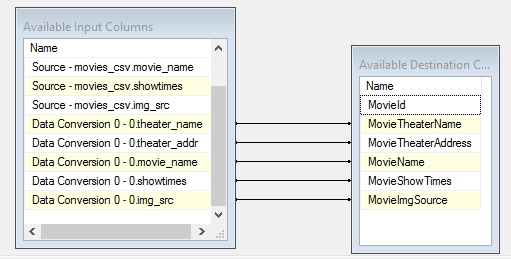 Available Input Columns
Name
Source - movies_csv.movie_name
Source - movies_csv.showtimes
Source - movies_csv.img_src
Data Conversion 0 - 0.theater_name
Data Conversion 0 - 0.theater_addr
Data Conversion 0 - 0.movie_name
Data Conversion 0 - 0.showtimes
Data Conversion 0 - 0.img_src
Available Destination C...
Name
MovieId
MovieTheaterName
MovieTheaterAddress
MovieName
MovieShowTimes
MovieImgSource